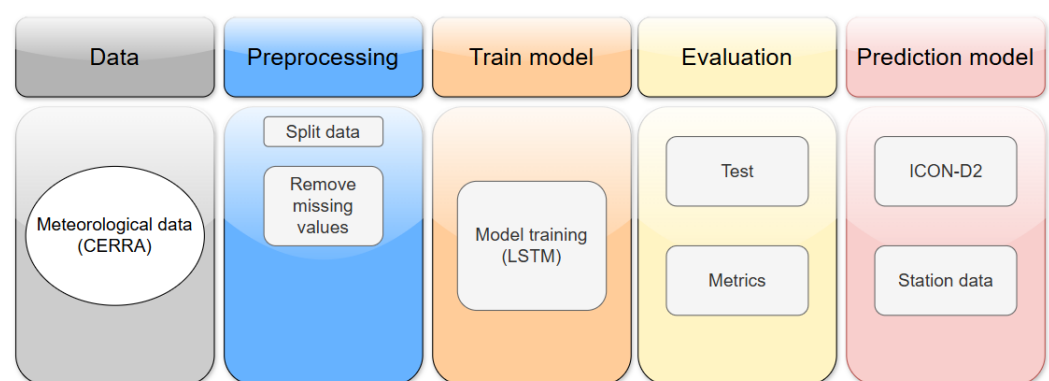 Data
Preprocessing
Train model
Evaluation
Prediction model
Meteorological data
(CERRA)
Split data
Remove
missing
values
Model training
(LSTM)
Test
Metrics
ICON-D2
Station data